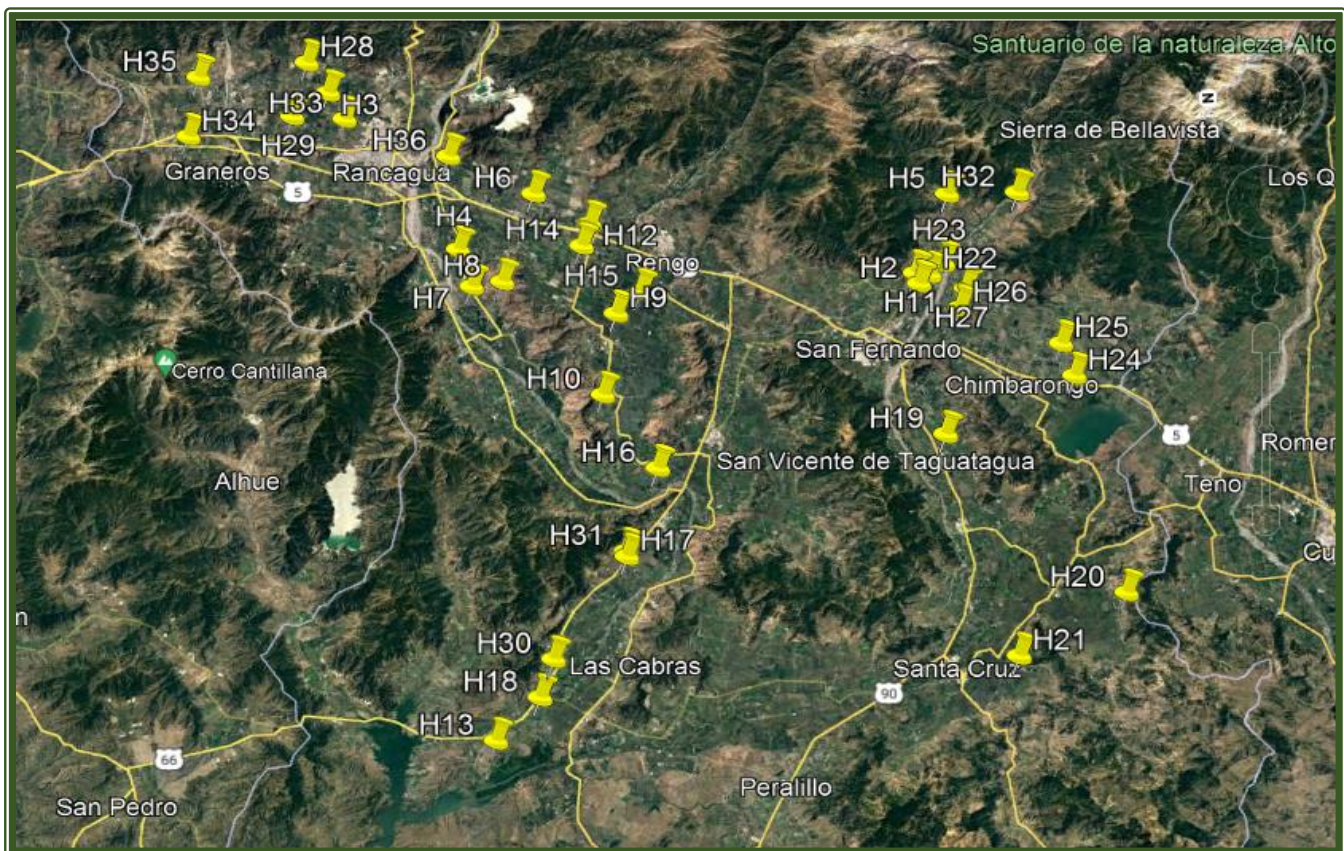 Santuario de la naturaleza Alto
H28
H35
N
H33
H3
H34
H29
H36
Sierra de Bellavista
Graneros
Rancagua
5
H6
H5
H32
Los Q
H4
H14
H12
H23
H8
H15
Rengo
H2
H22
H7
H9
H11
H26
H27
H25
San Fernando
Cerro Cantillana
H10
Chimbarongo
H24
H19
5
Romer
H16
San Vicente de Taguatagua
Alhue
Teno
H31
H17
Cu
H20
n
H30
Las Cabras
H21
Santa Cruz
H18
90
H13
66
Peralillo
San Pedro